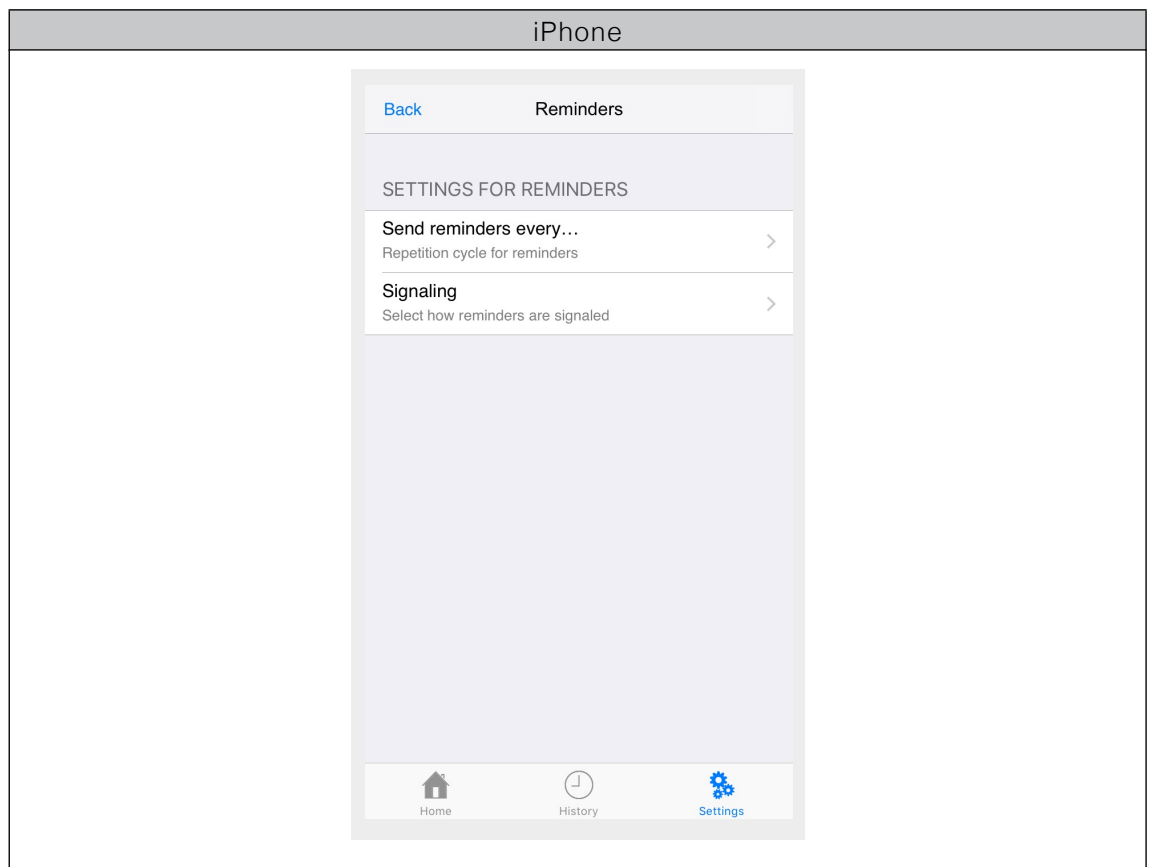 iPhone
Back Reminders
SETTINGS FOR REMINDERS
Send reminders every…
Repetition cycle for reminders
Signaling
Select how reminders are signaled
Home History Settings